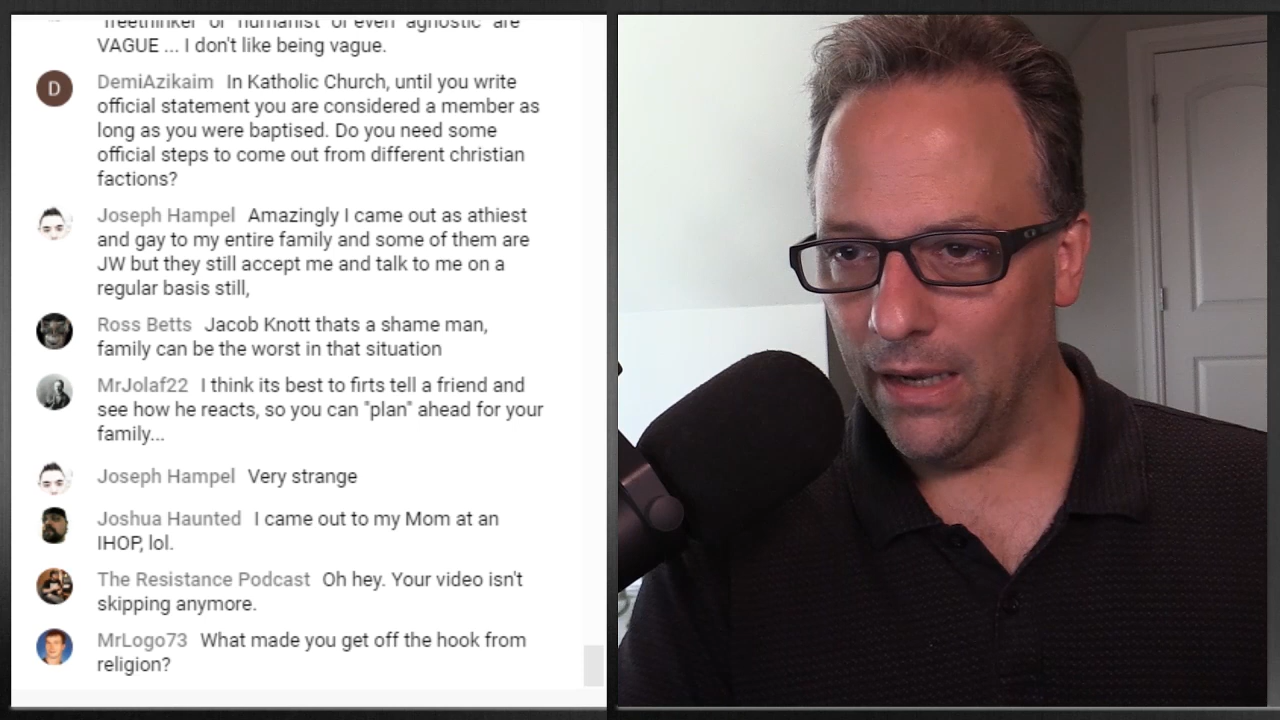 "freethinker" or "humanist" or even "agnostic" are
VAGUE ... I don't like being vague.
D
DemiAzikaim In Katholic Church, until you write
official statement you are considered a member as
long as you were baptised. Do you need some
official steps to come out from different christian
factions?
Joseph Hampel Amazingly I came out as athiest
and gay to my entire family and some of them are
JW but they still accept me and talk to me on a
regular basis still,
Ross Betts Jacob Knott thats a shame man,
family can be the worst in that situation
MrJolaf22 I think its best to firts tell a friend and
see how he reacts, so you can "plan" ahead for your
family...
Joseph Hampel Very strange
Joshua Haunted I came out to my Mom at an
IHOP, lol.
The Resistance Podcast Oh hey. Your video isn't
skipping anymore.
MrLogo73 What made you get off the hook from
religion?